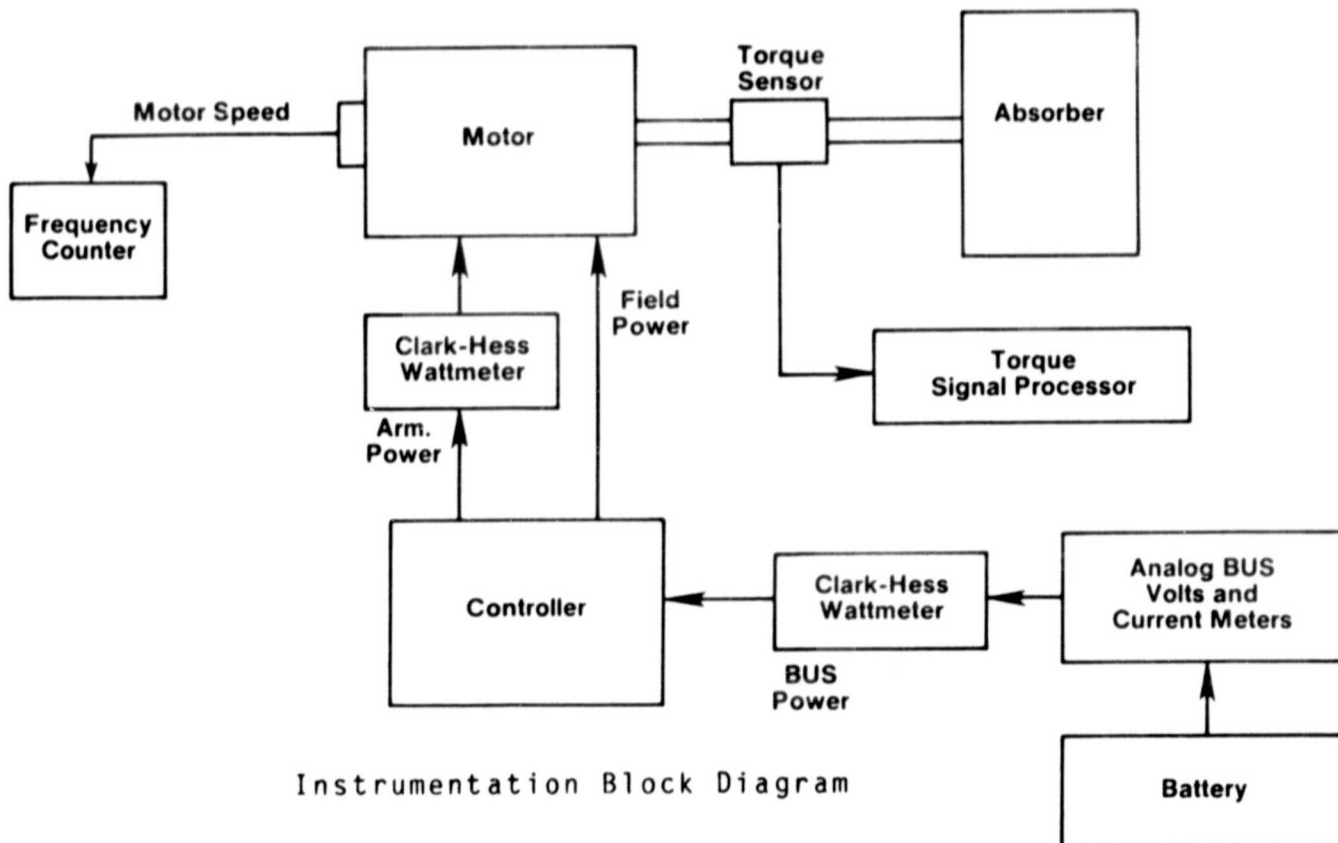 Torque
Sensor
Absorber
Motor Speed
Motor
Frequency
Counter
Field
Power
Clark-Hess
Wattmeter
Torque
Signal Processor
Arm.
Power
Controller
Clark-Hess
Wattmeter
Analog BUS
Volts and
Current Meters
BUS
Power
Instrumentation Block Diagram
Battery